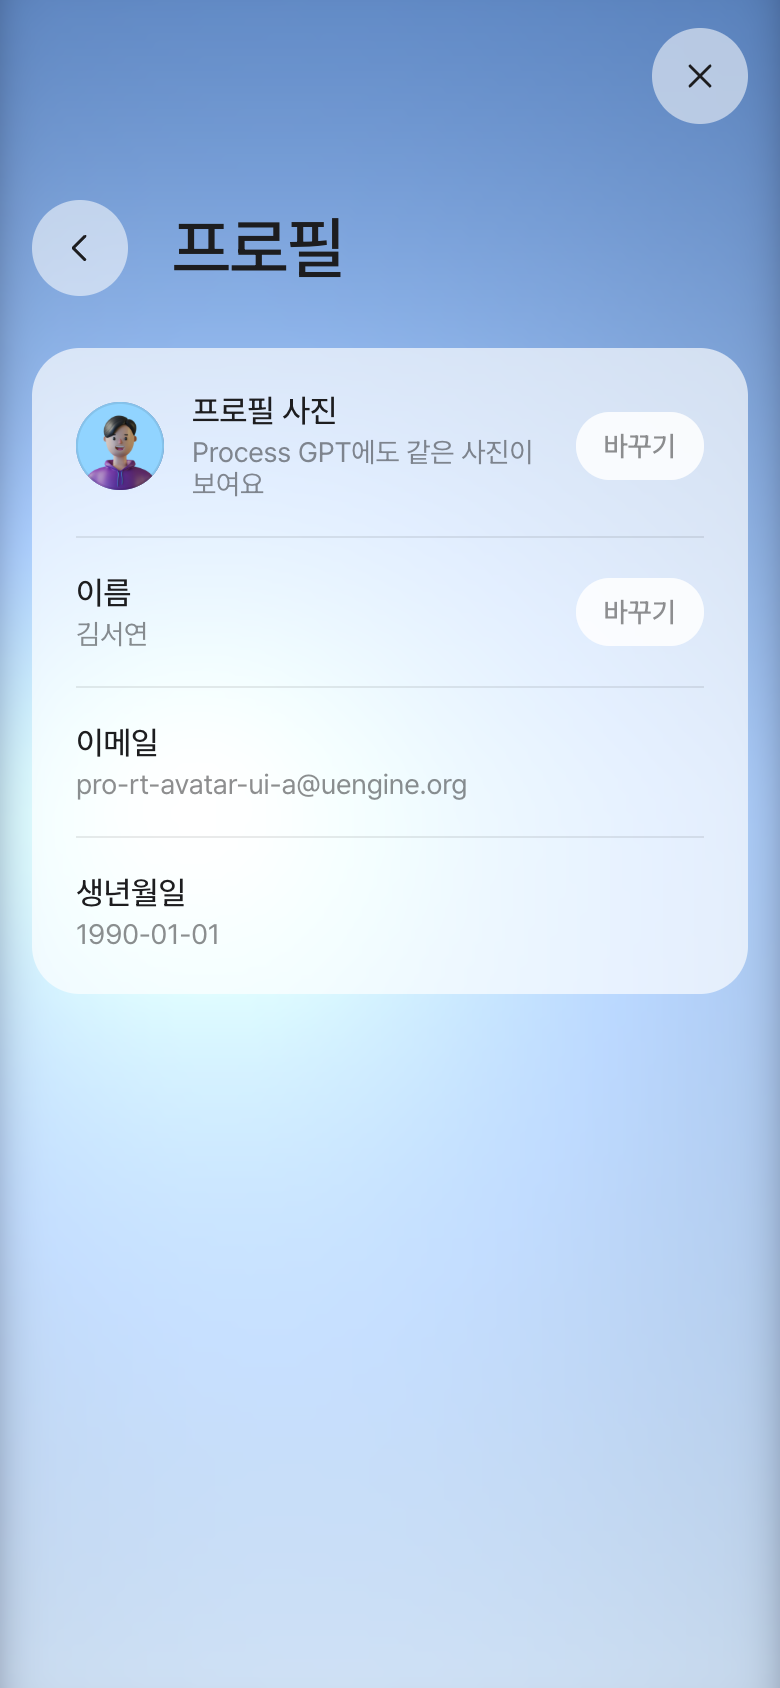 프로필
프로필 사진
Process GPT에도 같은 사진이
보여요
바꾸기
이름
김서연
바꾸기
이메일
pro-rt-avatar-ui-a@uengine.org
생년월일
1990-01-01